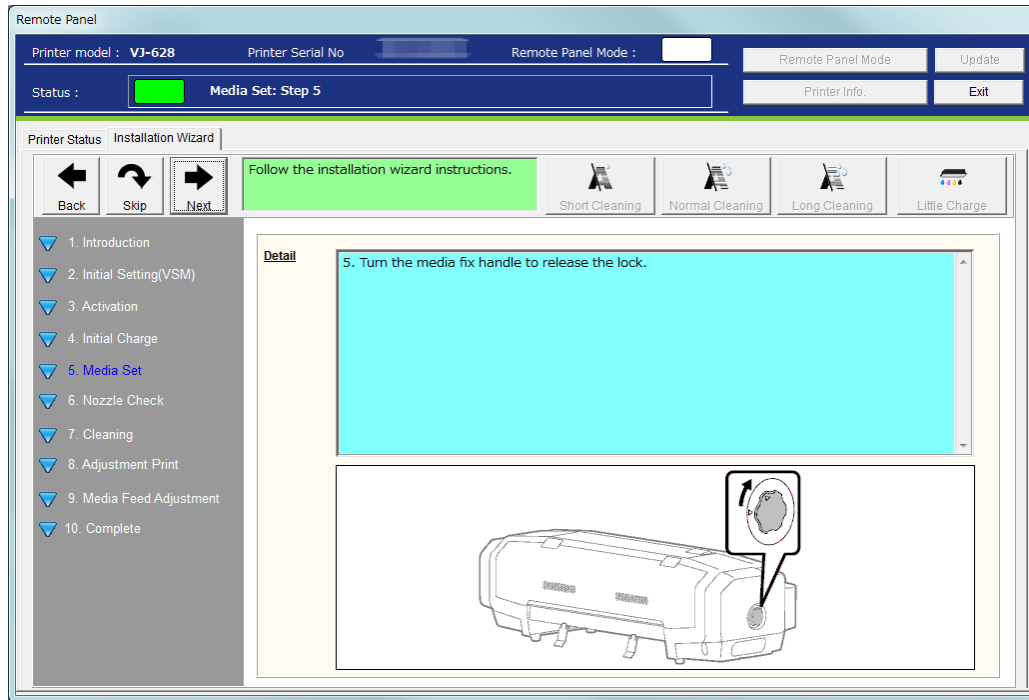 Remote Panel
Printer model : VJ-628 Printer Serial No Remote Panel Mode :
Remote Panel Mode Update
Status : Media Set: Step 5
Printer Info. Exit
Printer Status Installation Wizard
Back Skip Next
Follow the installation wizard instructions.
Short Cleaning Normal Cleaning Long Cleaning Little Charge
1. Introduction
2. Initial Setting(VSM)
3. Activation
4. Initial Charge
5. Media Set
6. Nozzle Check
7. Cleaning
8. Adjustment Print
9. Media Feed Adjustment
10. Complete
Detail
5. Turn the media fix handle to release the lock.